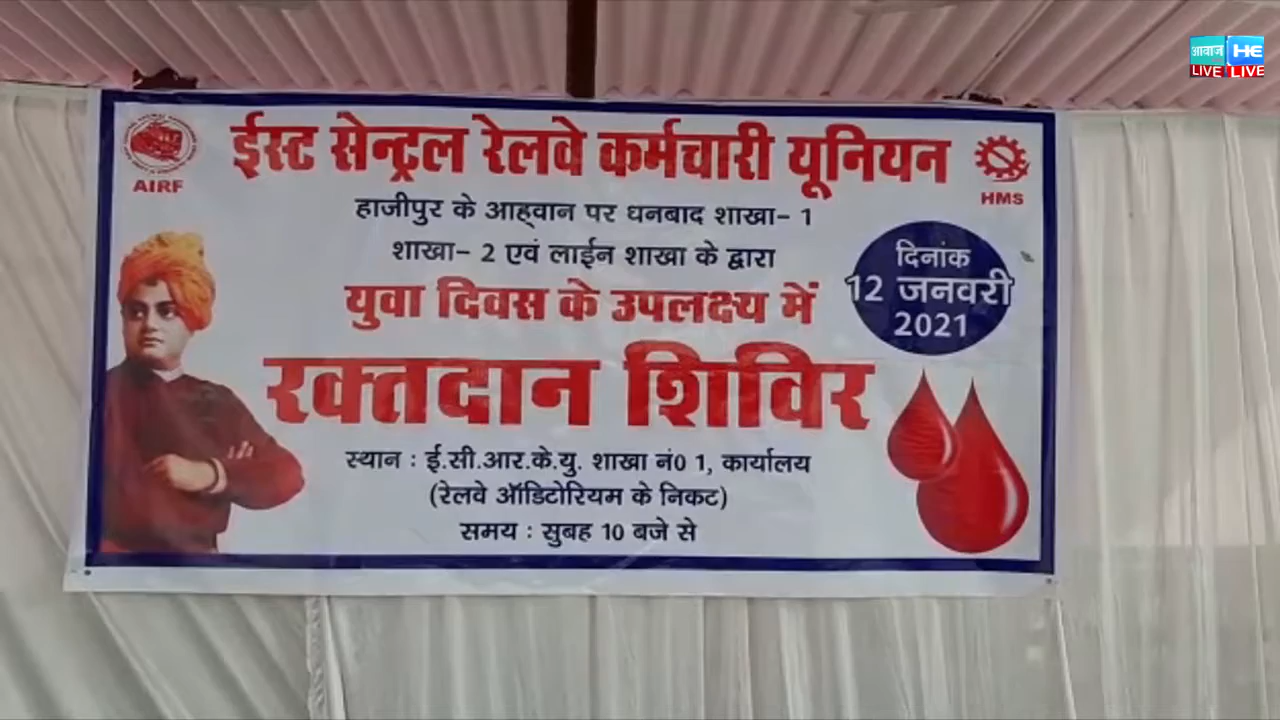 आवाज HE
LIVE LIVE
ईस्ट सेन्ट्रल रेलवे कर्मचारी यूनियन
AIRF
HMS
हाजीपुर के आह्वान पर धनबाद शाखा- 1
शाखा- 2 एवं लाईन शाखा के द्वारा
युवा दिवस के उपलक्ष्य में
दिनांक
12 जनवरी
2021
रक्तदान शिविर
स्थान : ई.सी.आर.के.यु. शाखा नं0 1, कार्यालय
(रेलवे ऑडिटोरियम के निकट)
समय : सुबह 10 बजे से